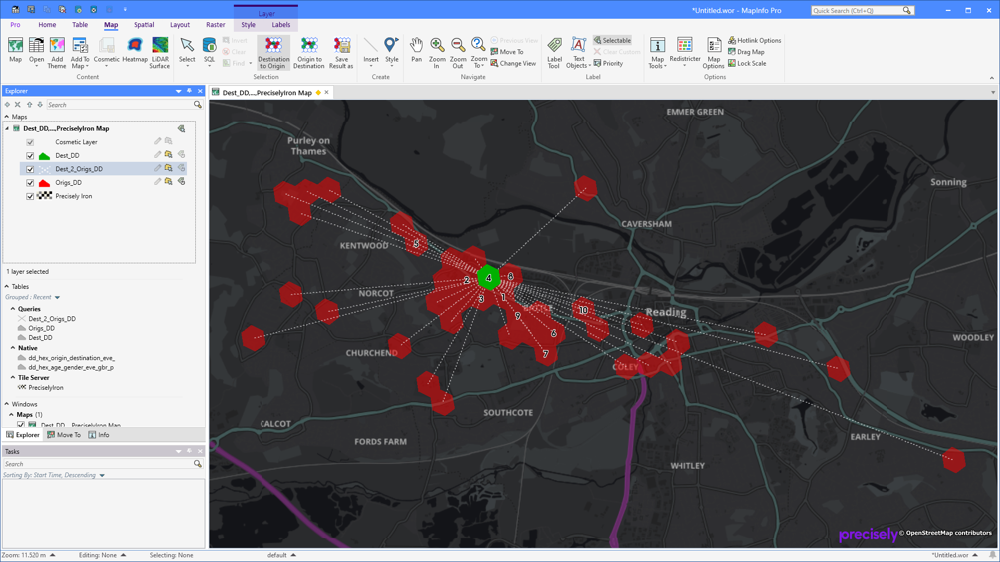 Layer
*Untitled.wor - MapInfo Pro
Quick Search (Ctrl+Q)
Pro Home Table Map Spatial Layout Raster Style Labels
Map
Open
Add Theme
Add To Map
Cosmetic
Heatmap
LiDAR Surface
Content
Select
SQL
Invert
Clear
Find
Destination to Origin
Origin to Destination
Save Result as
Selection
Insert
Style
Create
Pan
Zoom In
Zoom Out
Zoom To
Previous View
Move To
Change View
Navigate
Label Tool
Text Objects
Selectable
Clear Custom
Priority
Label
Map Tools
Redistricter
Map Options
Hotlink Options
Drag Map
Lock Scale
Options
Explorer
Search
Maps
Dest_DD,...,PreciselyIron Map
Cosmetic Layer
Dest_DD
Dest_2_Origs_DD
Origs_DD
Precisely Iron
1 layer selected
Tables
Grouped : Recent
Queries
Dest_2_Origs_DD
Origs_DD
Dest_DD
Native
dd_hex_origin_destination_eve_
dd_hex_age_gender_eve_gbr_p
Tile Server
PreciselyIron
Windows
Maps (1)
Dest_DD,...,PreciselyIron Map
Explorer Move To Info
Tasks
Search
Sorting By: Start Time, Descending
Dest_DD,...,PreciselyIron Map
EMMER GREEN
Purley on
Thames
Sonning
CAVERSHAM
KENTWOOD
5
4
8
2
NORCOT
3
1
BATTLE
10
9
Reading
6
WOODLEY
CHURCHEND
7
COLEY
SOUTHCOTE
CALCOT
EARLEY
FORDS FARM
WHITLEY
precisely © OpenStreetMap contributors
Zoom: 11.520 m Editing: None Selecting: None default *Untitled.wor